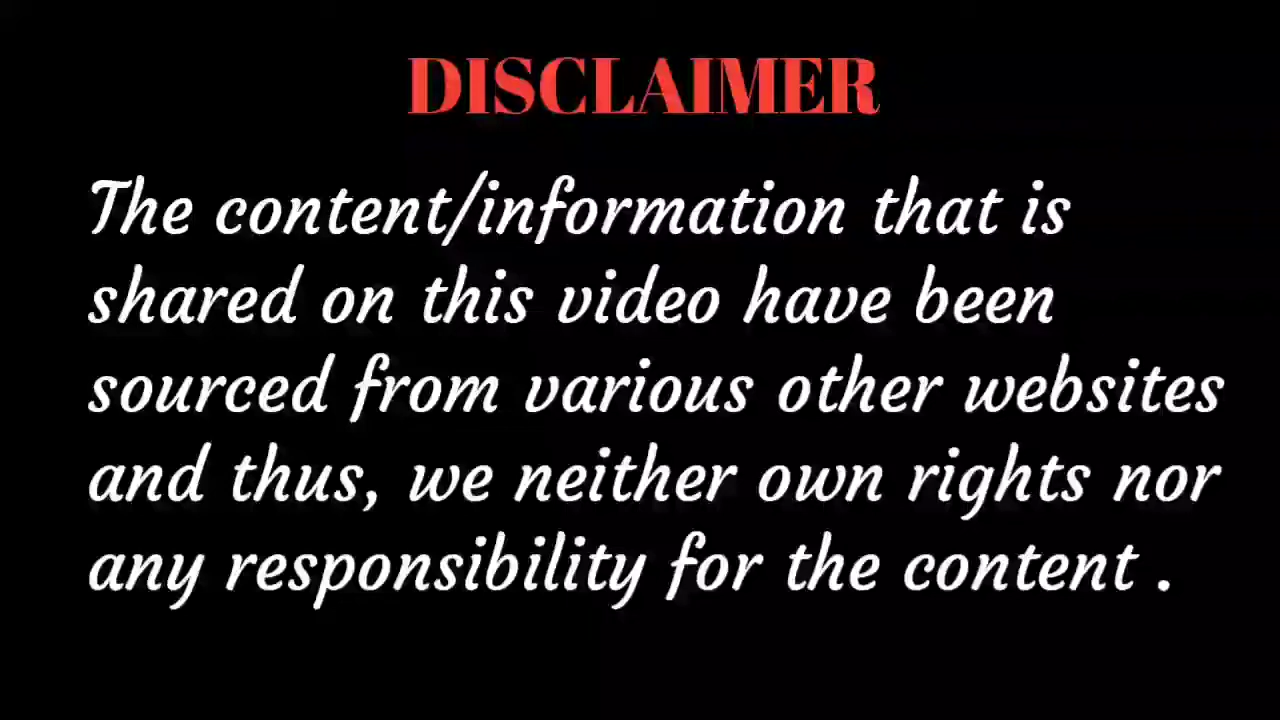 DISCLAIMER
The content/information that is
shared on this video have been
sourced from various other websites
and thus, we neither own rights nor
any responsibility for the content .